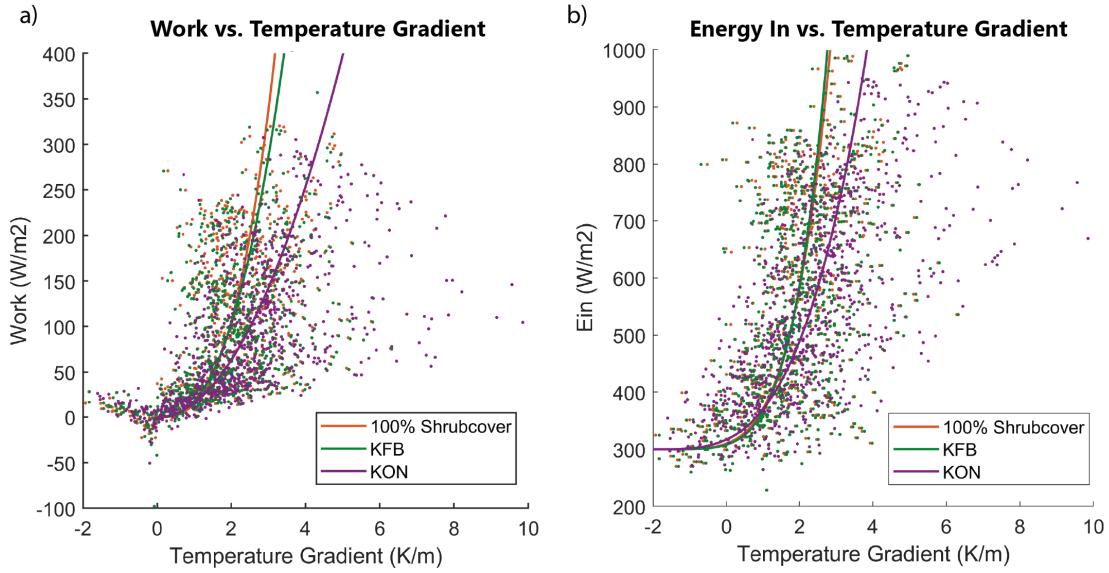 a)
Work vs. Temperature Gradient
400
350
300
250
200
150
100
50
0
-50
-100
Work (W/m2)
-2
0
2
4
6
8
10
Temperature Gradient (K/m)
100% Shrubcover
KFB
KON
b)
Energy In vs. Temperature Gradient
1000
900
800
700
600
500
400
300
200
Ein (W/m2)
-2
0
2
4
6
8
10
Temperature Gradient (K/m)
100% Shrubcover
KFB
KON